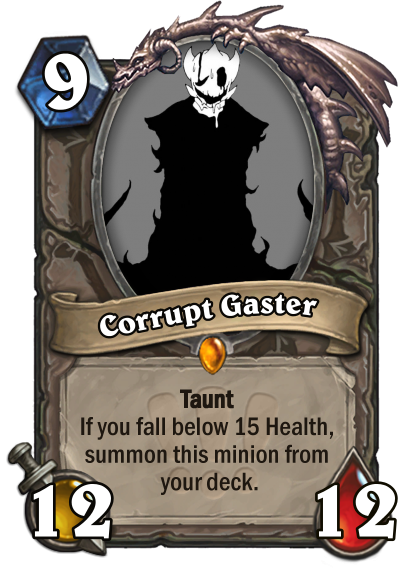 9
Corrupt Gaster
Taunt
If you fall below 15 Health,
summon this minion from
your deck.
12 12